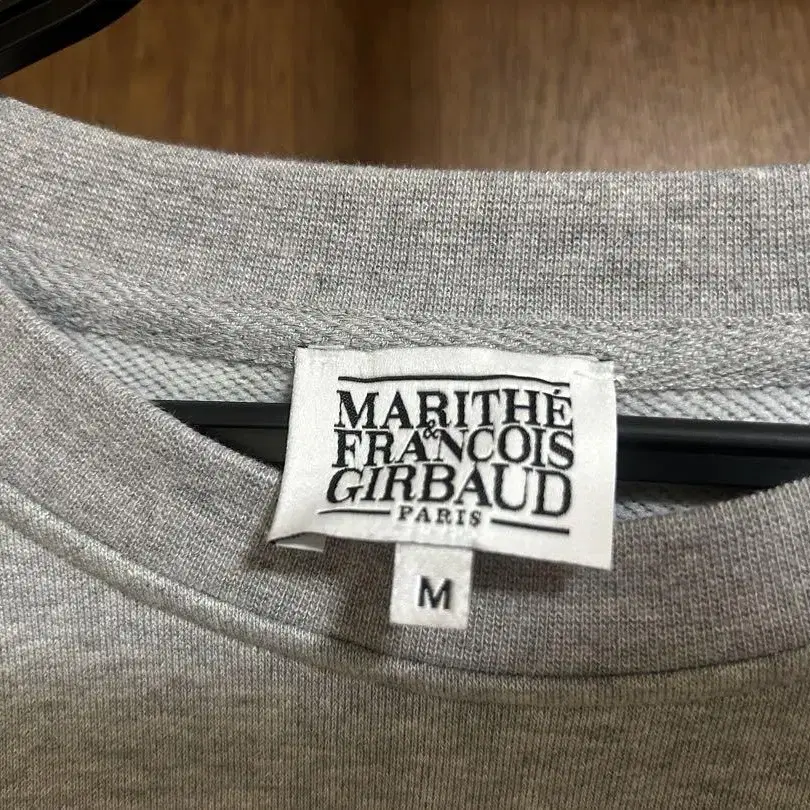 MARITHÉ
&
FRANCOIS
GIRBAUD
PARIS
M